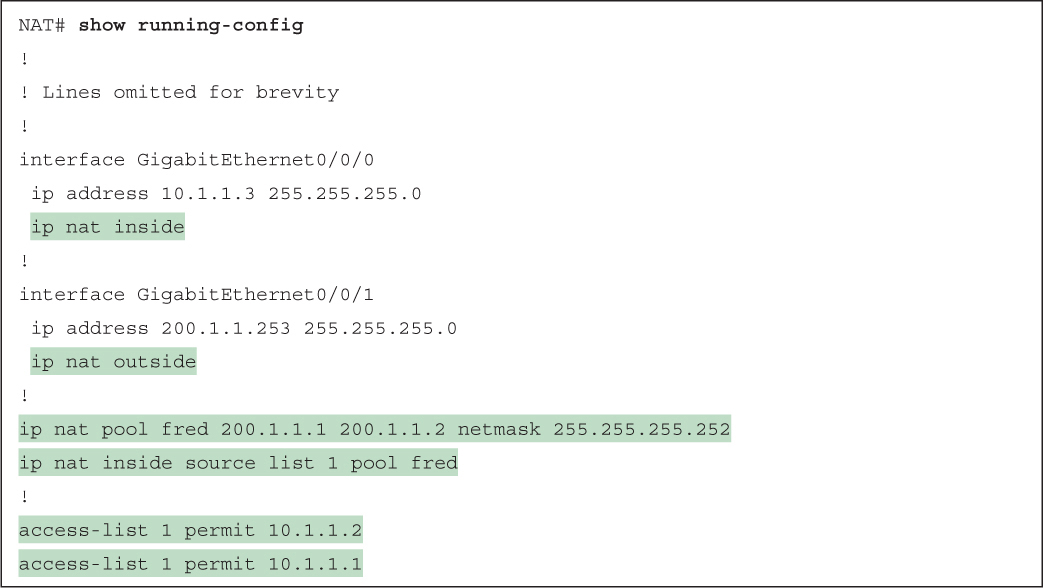 NAT# show running-config
!
! Lines omitted for brevity
!
interface GigabitEthernet0/0/0
ip address 10.1.1.3 255.255.255.0
ip nat inside
!
interface GigabitEthernet0/0/1
ip address 200.1.1.253 255.255.255.0
ip nat outside
!
ip nat pool fred 200.1.1.1 200.1.1.2 netmask 255.255.255.252
ip nat inside source list 1 pool fred
!
access-list 1 permit 10.1.1.2
access-list 1 permit 10.1.1.1